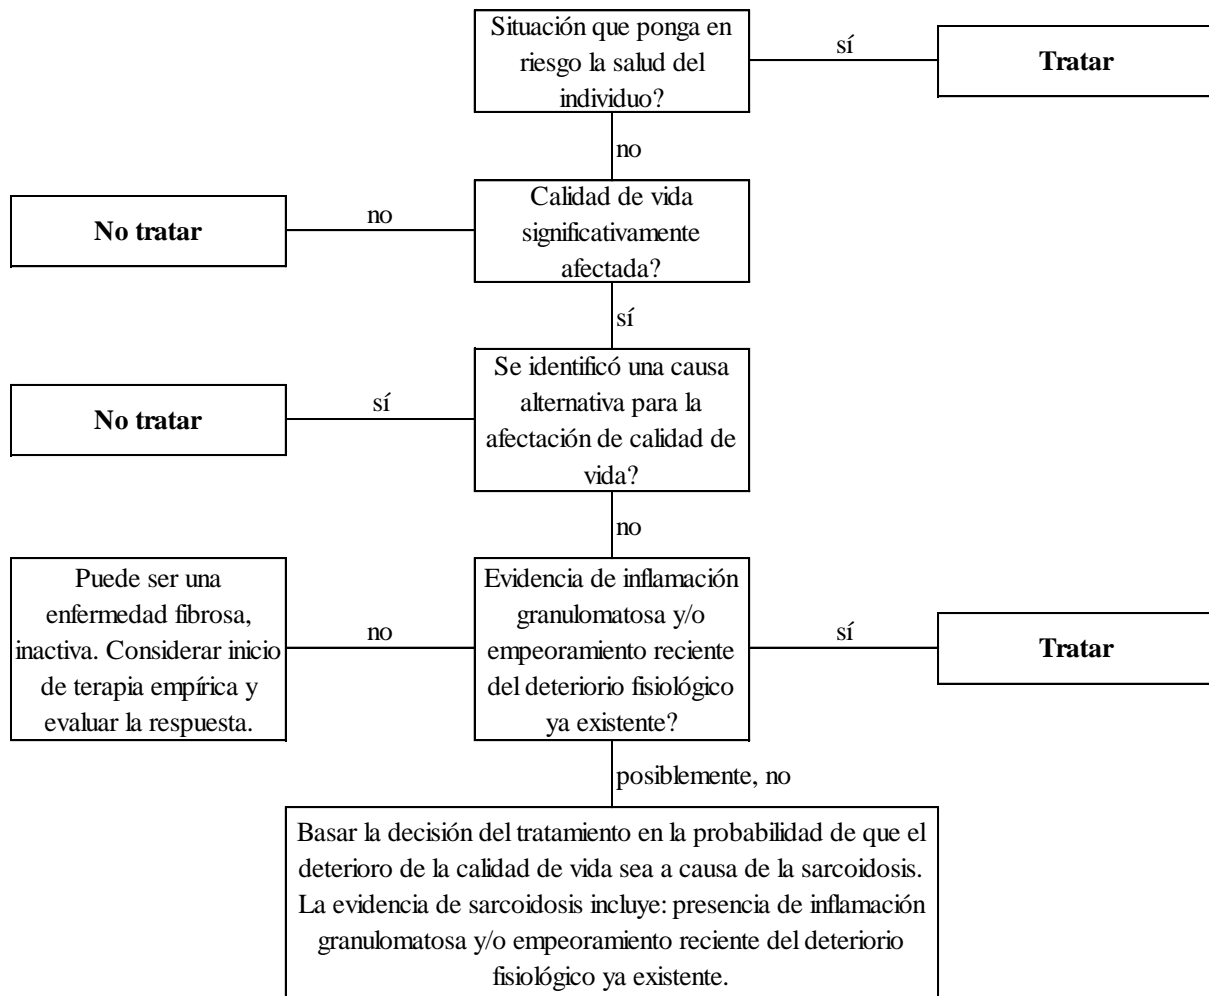 Situación que ponga en
riesgo la salud del
individuo?
sí
Tratar
no
No tratar
no
Calidad de vida
significativamente
afectada?
sí
No tratar
sí
Se identificó una causa
alternativa para la
afectación de calidad de
vida?
no
Puede ser una
enfermedad fibrosa,
inactiva. Considerar inicio
de terapia empírica y
evaluar la respuesta.
no
Evidencia de inflamación
granulomatosa y/o
empeoramiento reciente
del deteriorio fisiológico
ya existente?
sí
Tratar
posiblemente, no
Basar la decisión del tratamiento en la probabilidad de que el
deterioro de la calidad de vida sea a causa de la sarcoidosis.
La evidencia de sarcoidosis incluye: presencia de inflamación
granulomatosa y/o empeoramiento reciente del deteriorio
fisiológico ya existente.